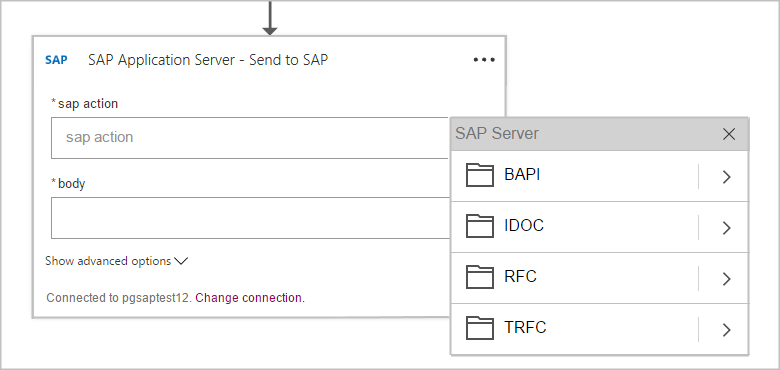 SAP SAP Application Server - Send to SAP
* sap action
sap action
* body
Show advanced options
Connected to pgsaptest12. Change connection.
SAP Server
BAPI
IDOC
RFC
TRFC